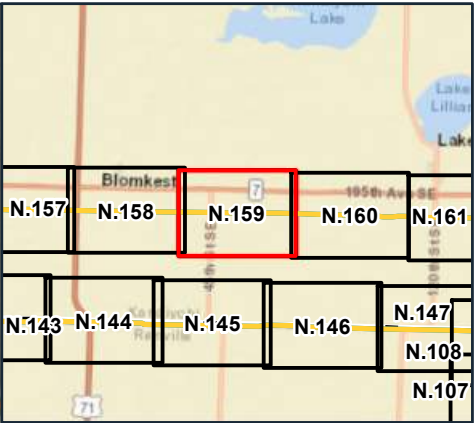 Lake
Lake
Lillian
Lake
Blomkest
7
195th Ave SE
N.157
N.158
N.159
N.160
N.161
N.143
N.144
N.145
N.146
N.147
N.108
N.107
Renville
71